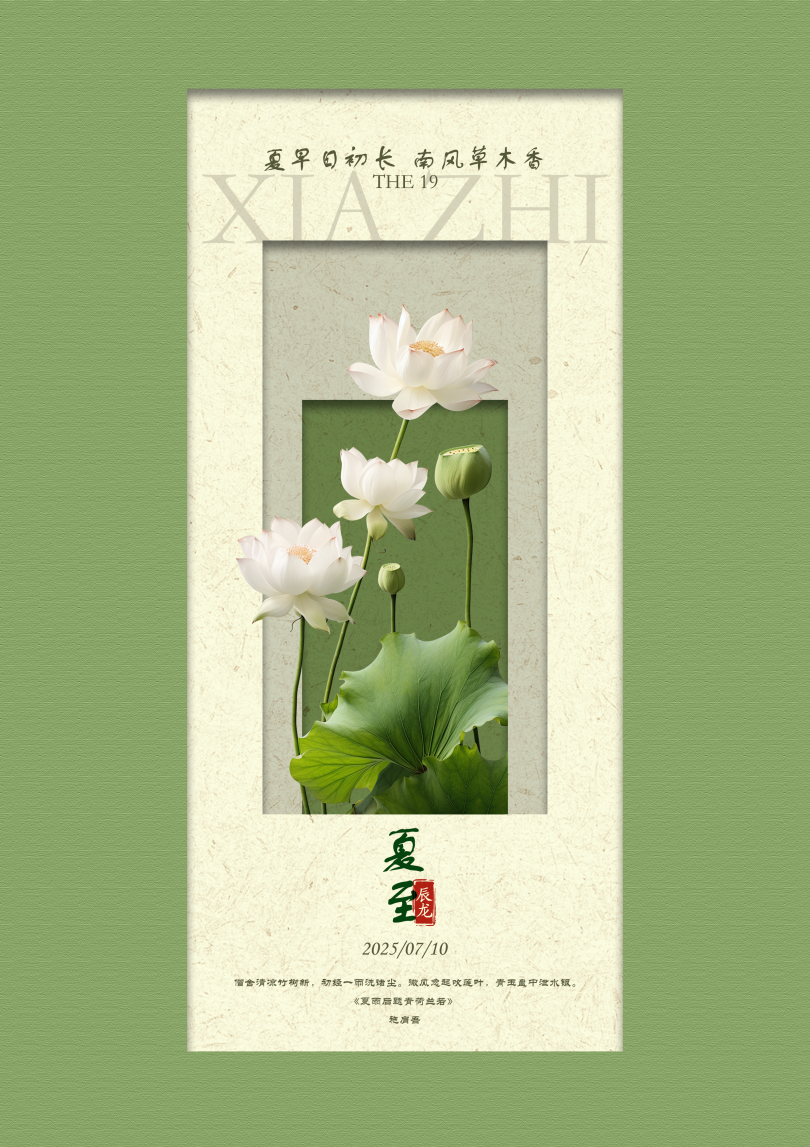 夏早日初长 南风草木香
THE 19
XIA ZHI
夏
至
辰龙
2025/07/10
僧舍清凉竹树新，初经一雨洗诸尘。微风忽起吹莲叶，青玉盘中泻水银。
《夏雨后题青荷兰若》
施肩吾